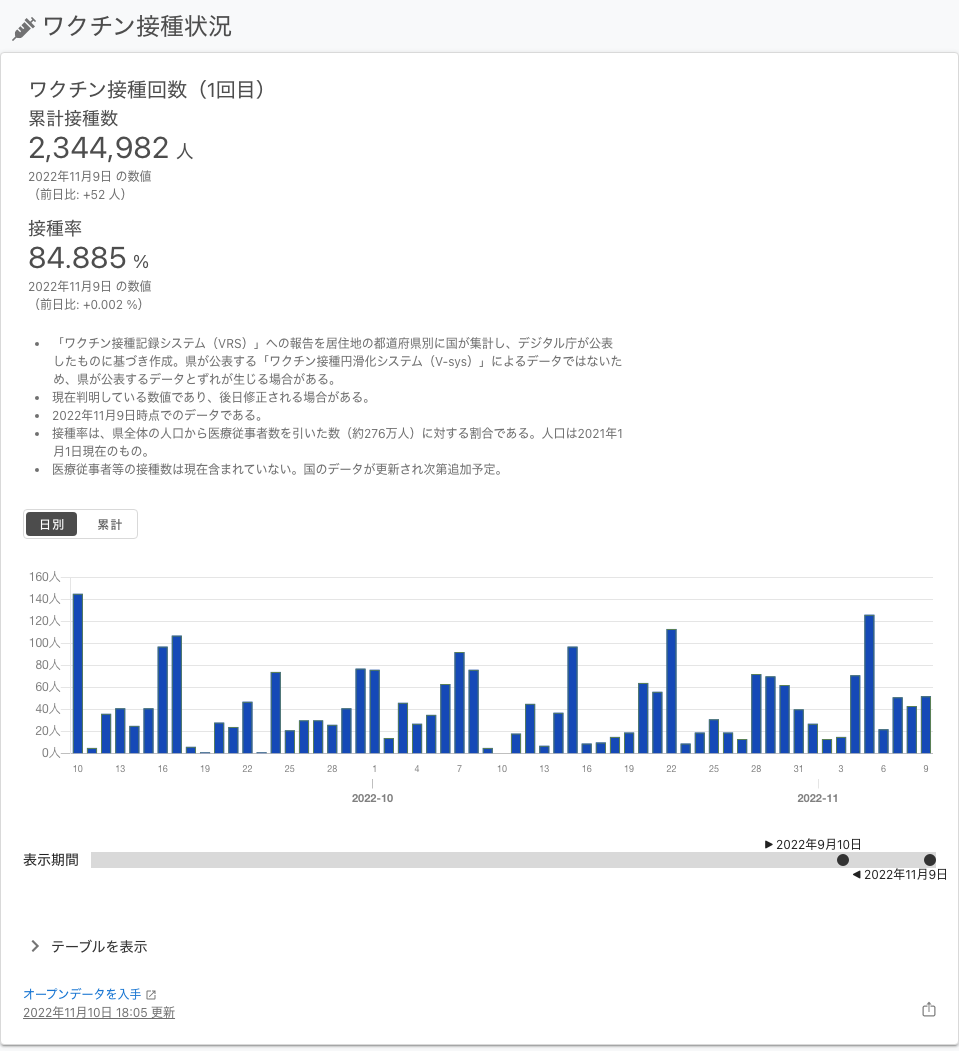 ワクチン接種状況
ワクチン接種回数（1回目）
累計接種数
2,344,982 人
2022年11月9日 の数値
（前日比: +52 人）
接種率
84.885 %
2022年11月9日 の数値
（前日比: +0.002 %）
• 「ワクチン接種記録システム（VRS）」への報告を居住地の都道府県別に国が集計し、デジタル庁が公表
したものに基づき作成。県が公表する「ワクチン接種円滑化システム（V-sys）」によるデータではないた
め、県が公表するデータとずれが生じる場合がある。
• 現在判明している数値であり、後日修正される場合がある。
• 2022年11月9日時点でのデータである。
• 接種率は、県全体の人口から医療従事者数を引いた数（約276万人）に対する割合である。人口は2021年1
月1日現在のもの。
• 医療従事者等の接種数は現在含まれていない。国のデータが更新され次第追加予定。
日別 累計
160人
140人
120人
100人
80人
60人
40人
20人
0人
10 13 16 19 22 25 28 1 4 7 10 13 16 19 22 25 28 31 3 6 9
2022-10 2022-11
▶ 2022年9月10日
表示期間
◀ 2022年11月9日
テーブルを表示
オープンデータを入手
2022年11月10日 18:05 更新